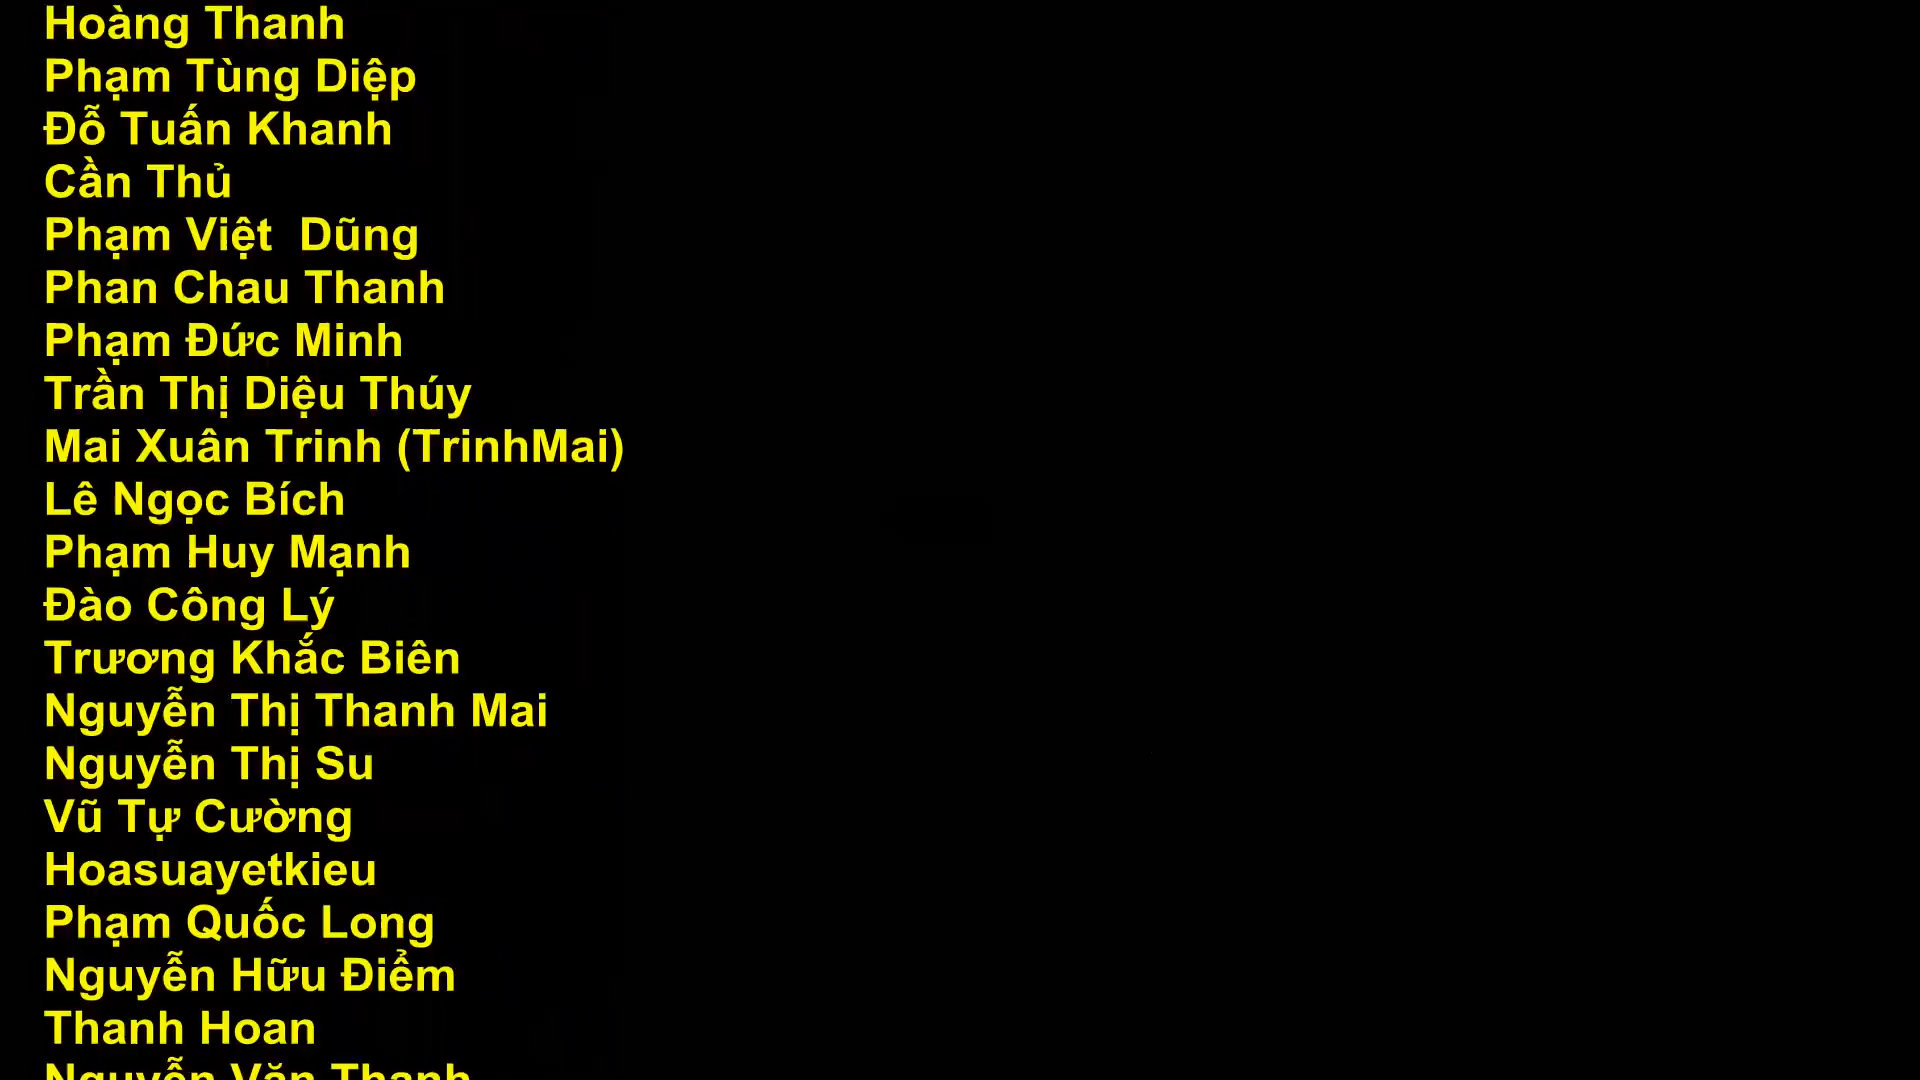 Hoàng Thanh
Phạm Tùng Diệp
Đỗ Tuấn Khanh
Cần Thủ
Phạm Việt  Dũng
Phan Chau Thanh
Phạm Đức Minh
Trần Thị Diệu Thúy
Mai Xuân Trinh (TrinhMai)
Lê Ngọc Bích
Phạm Huy Mạnh
Đào Công Lý
Trương Khắc Biên
Nguyễn Thị Thanh Mai
Nguyễn Thị Su
Vũ Tự Cường
Hoasuayetkieu
Phạm Quốc Long
Nguyễn Hữu Điểm
Thanh Hoan
Nguyễn Văn Thanh